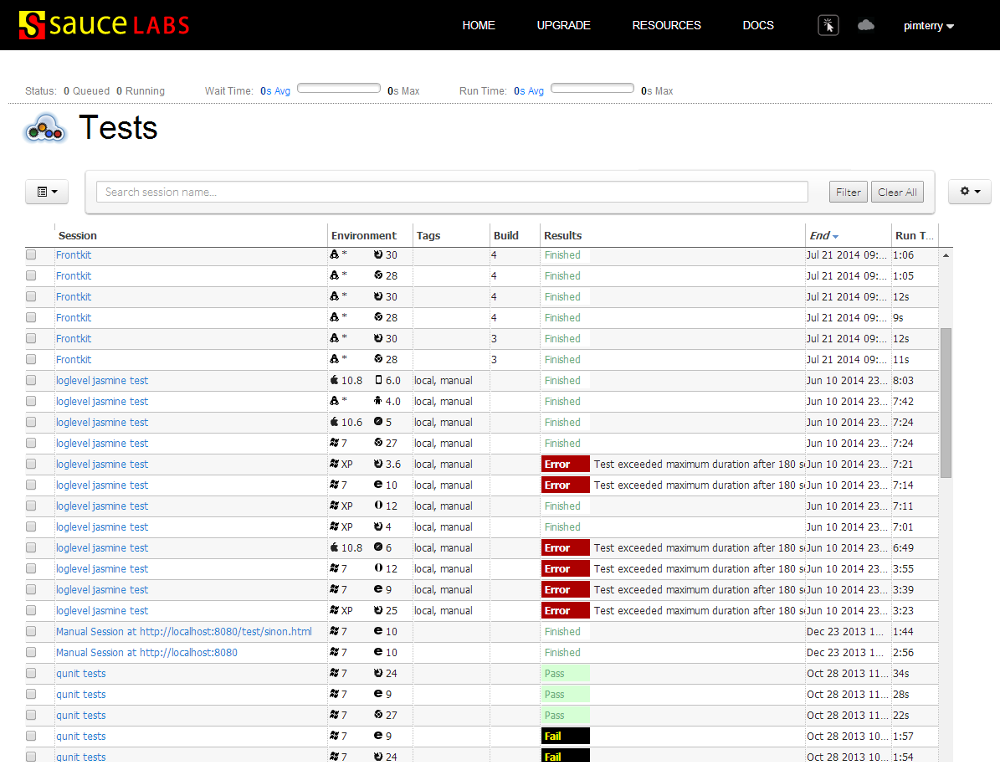 sauce LABS HOME UPGRADE RESOURCES DOCS pimterry
Status: 0 Queued 0 Running Wait Time: 0s Avg 0s Max Run Time: 0s Avg 0s Max
Tests
Search session name... Filter Clear All
Session Environment Tags Build Results End Run T...
Frontkit * 30 4 Finished Jul 21 2014 09:... 1:06
Frontkit * 28 4 Finished Jul 21 2014 09:... 1:05
Frontkit * 30 4 Finished Jul 21 2014 09:... 12s
Frontkit * 28 4 Finished Jul 21 2014 09:... 9s
Frontkit * 30 3 Finished Jul 21 2014 09:... 12s
Frontkit * 28 3 Finished Jul 21 2014 09:... 11s
loglevel jasmine test 10.8 6.0 local, manual Finished Jun 10 2014 23... 8:03
loglevel jasmine test * 4.0 local, manual Finished Jun 10 2014 23... 7:42
loglevel jasmine test 10.6 5 local, manual Finished Jun 10 2014 23... 7:24
loglevel jasmine test 7 27 local, manual Finished Jun 10 2014 23... 7:24
loglevel jasmine test XP 3.6 local, manual Error Test exceeded maximum duration after 180 s Jun 10 2014 23... 7:21
loglevel jasmine test 7 10 local, manual Error Test exceeded maximum duration after 180 s Jun 10 2014 23... 7:14
loglevel jasmine test XP 12 local, manual Finished Jun 10 2014 23... 7:11
loglevel jasmine test XP 4 local, manual Finished Jun 10 2014 23... 7:01
loglevel jasmine test 10.8 6 local, manual Error Test exceeded maximum duration after 180 s Jun 10 2014 23... 6:49
loglevel jasmine test 7 12 local, manual Error Test exceeded maximum duration after 180 s Jun 10 2014 23... 3:55
loglevel jasmine test 7 9 local, manual Error Test exceeded maximum duration after 180 s Jun 10 2014 23... 3:39
loglevel jasmine test XP 25 local, manual Error Test exceeded maximum duration after 180 s Jun 10 2014 23... 3:23
Manual Session at http://localhost:8080/test/sinon.html 7 10 Finished Dec 23 2013 1... 1:44
Manual Session at http://localhost:8080 7 10 Finished Dec 23 2013 1... 2:56
qunit tests 7 24 Pass Oct 28 2013 11... 34s
qunit tests 7 9 Pass Oct 28 2013 11... 28s
qunit tests 7 27 Pass Oct 28 2013 11... 22s
qunit tests 7 9 Fail Oct 28 2013 10... 1:57
qunit tests 7 24 Fail Oct 28 2013 10... 1:54